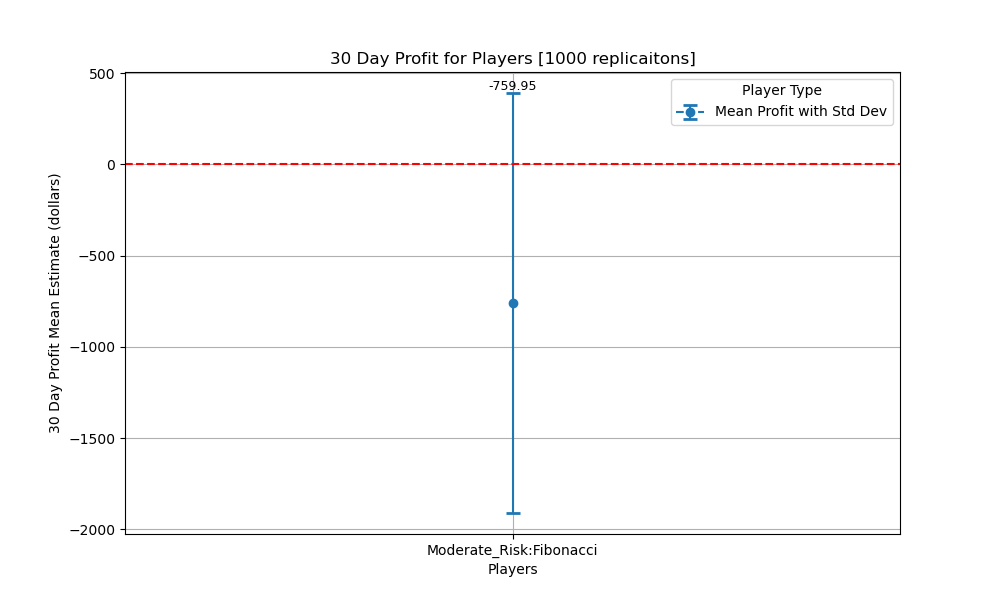 30 Day Profit for Players [1000 replicaitons]
-759.95
Player Type
Mean Profit with Std Dev
500
0
−500
−1000
−1500
−2000
30 Day Profit Mean Estimate (dollars)
Moderate_Risk:Fibonacci
Players